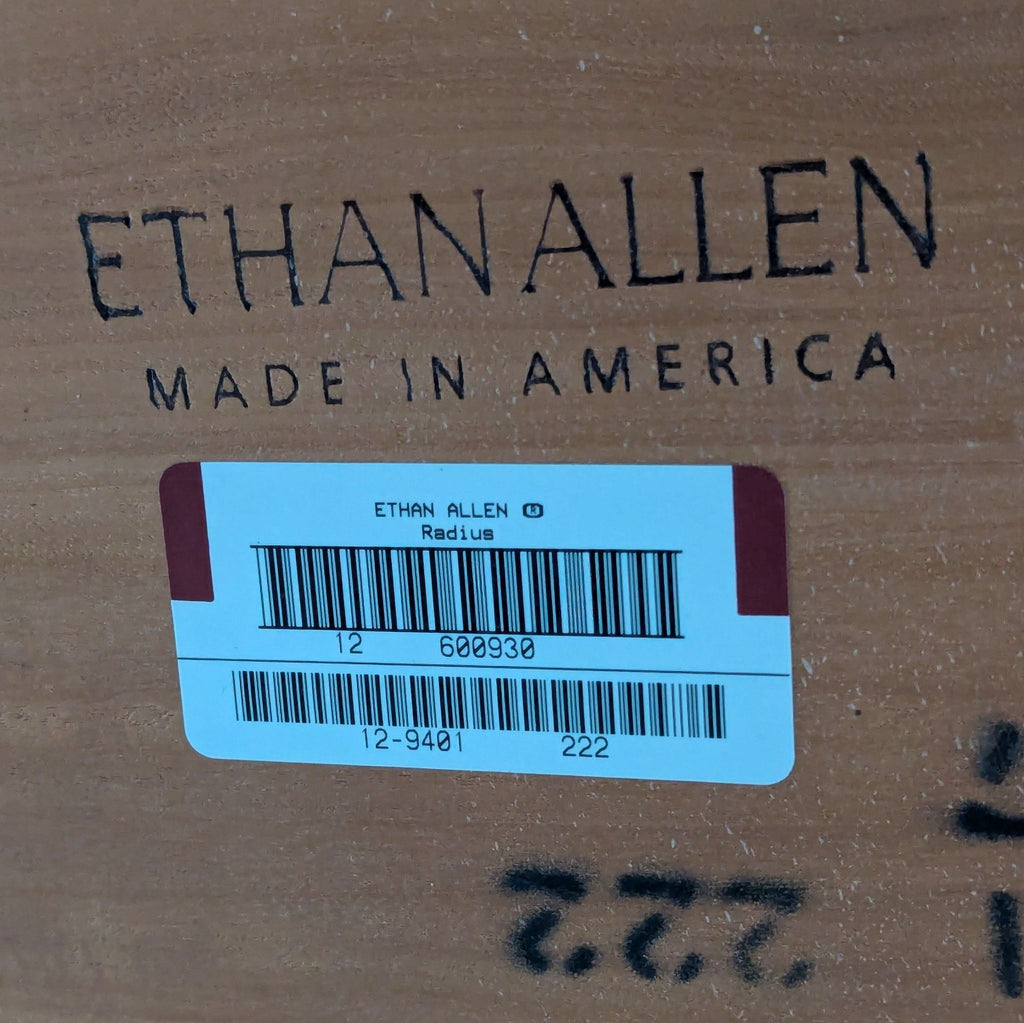 ETHAN ALLEN
MADE IN AMERICA
ETHAN ALLEN ®
Radius
12 600930
12-9401 222
222